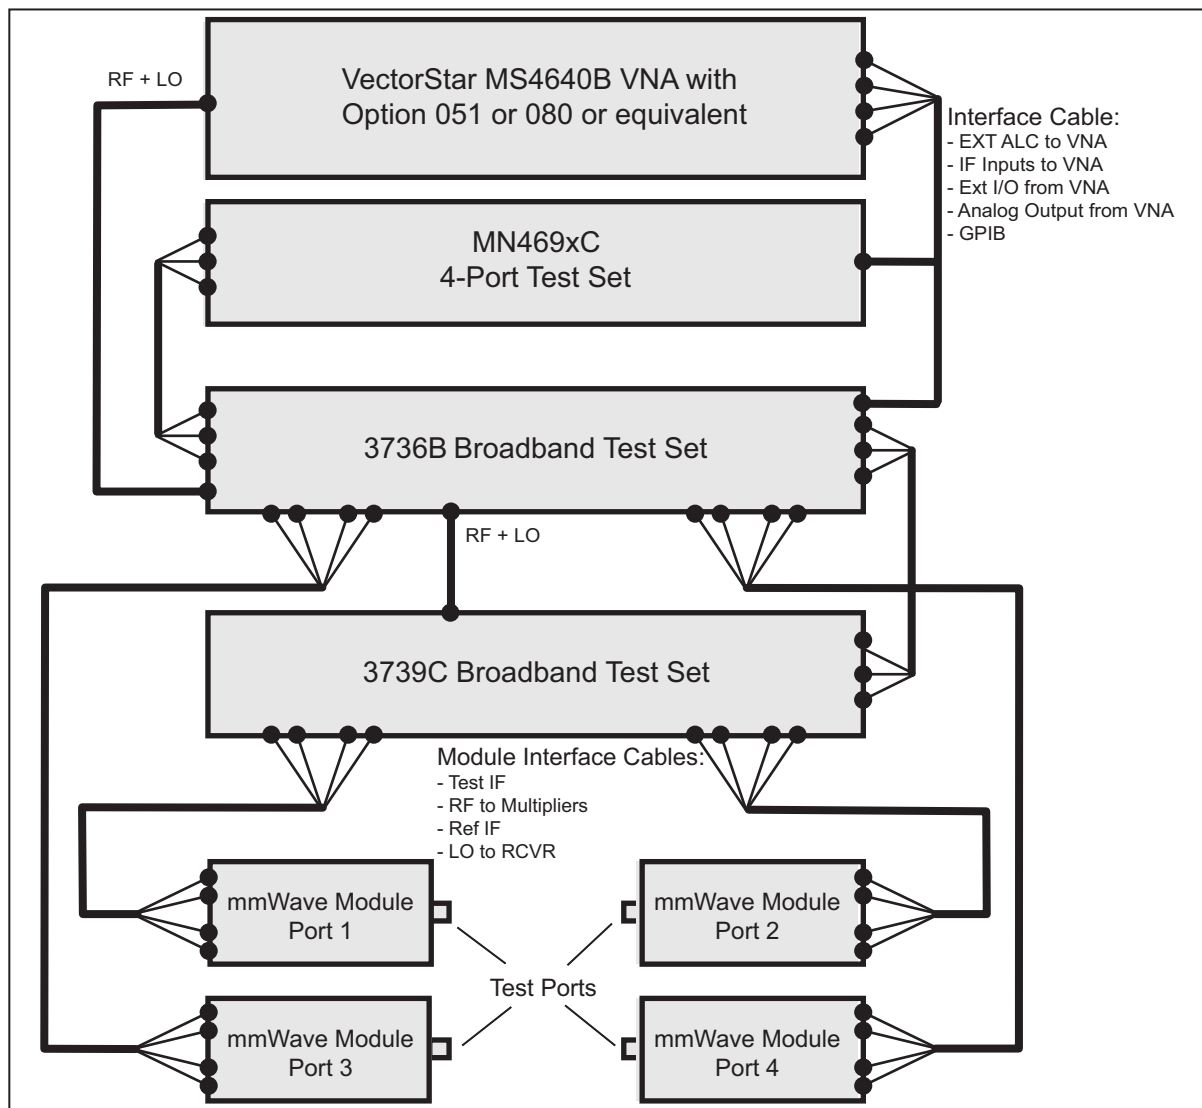 RF + LO
VectorStar MS4640B VNA with
Option 051 or 080 or equivalent
Interface Cable:
- EXT ALC to VNA
- IF Inputs to VNA
- Ext I/O from VNA
- Analog Output from VNA
- GPIB
MN469xC
4-Port Test Set
3736B Broadband Test Set
RF + LO
3739C Broadband Test Set
Module Interface Cables:
- Test IF
- RF to Multipliers
- Ref IF
- LO to RCVR
mmWave Module
Port 1
mmWave Module
Port 2
Test Ports
mmWave Module
Port 3
mmWave Module
Port 4